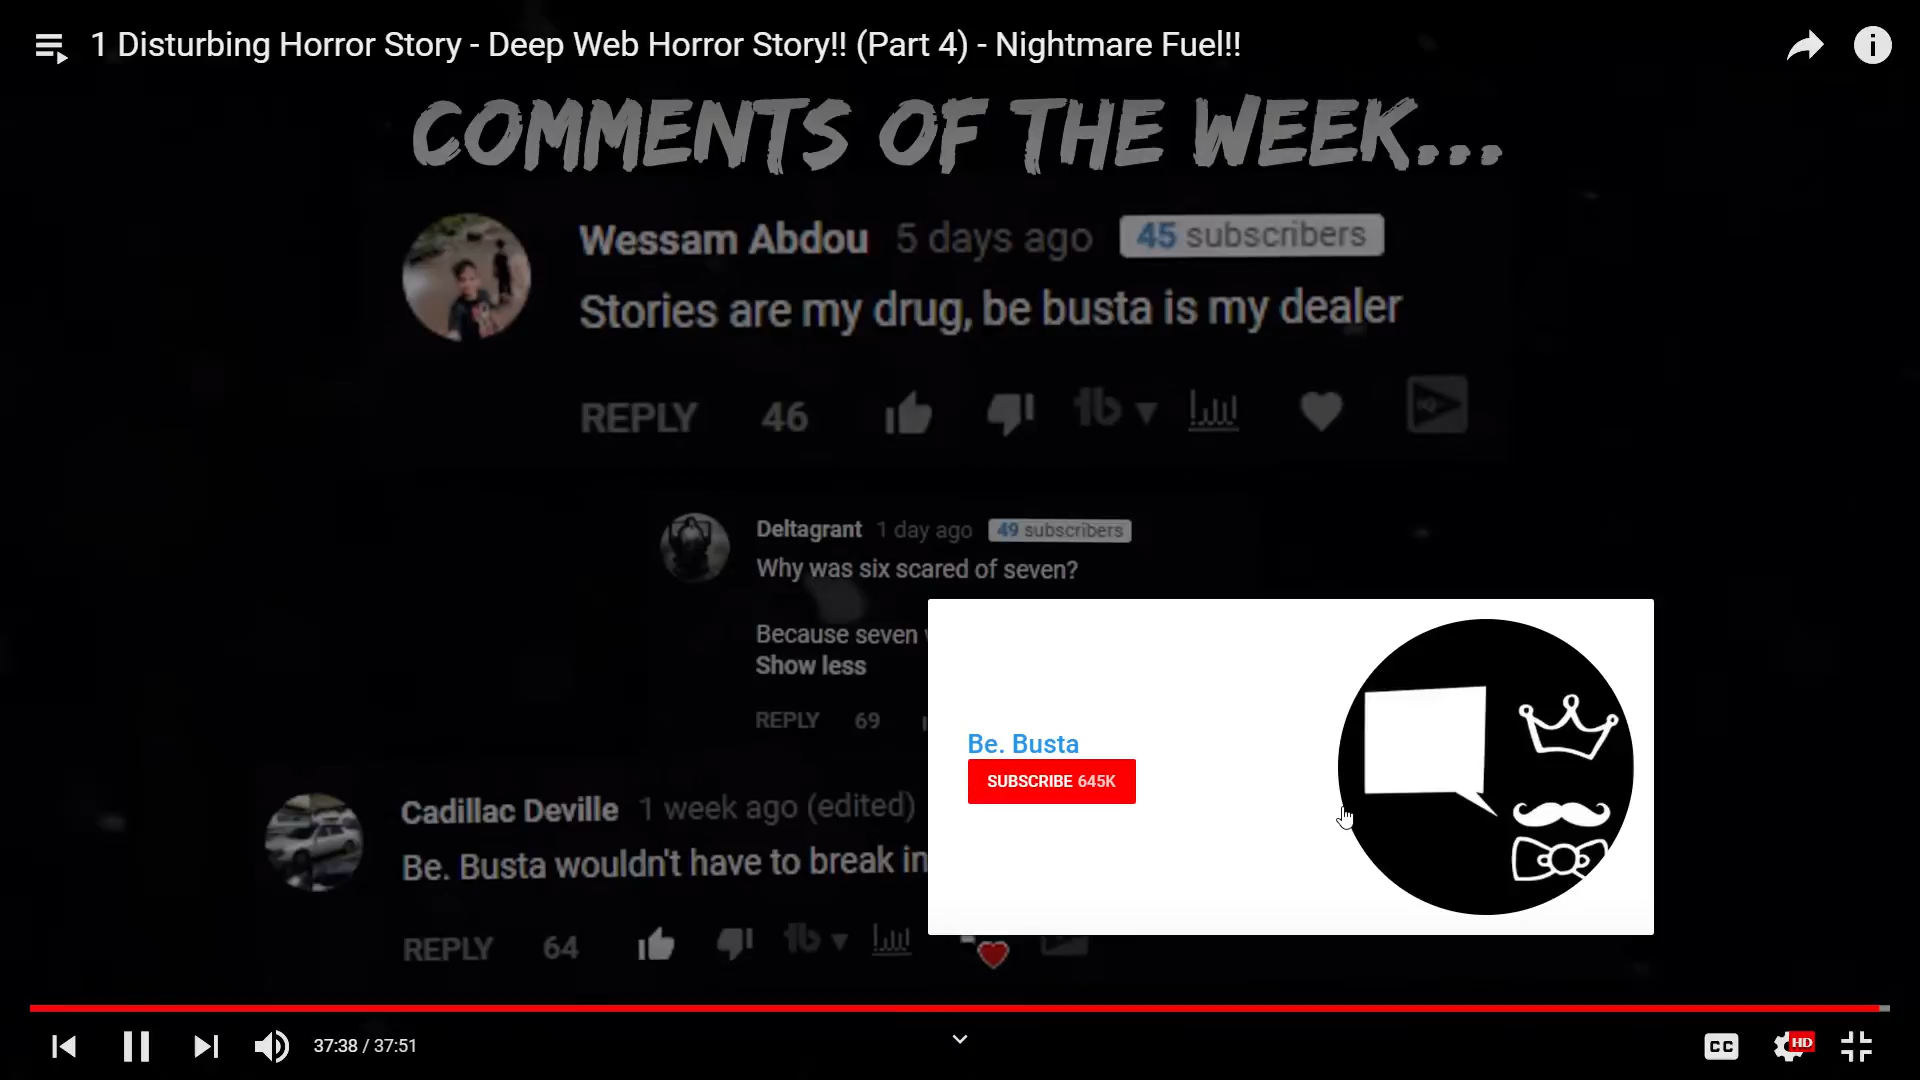 1 Disturbing Horror Story - Deep Web Horror Story!! (Part 4) - Nightmare Fuel!!
COMMENTS OF THE WEEK...
Wessam Abdou 5 days ago 45 subscribers
Stories are my drug, be busta is my dealer
REPLY 46
Deltagrant 1 day ago 49 subscribers
Why was six scared of seven?
Because seven
Show less
REPLY 69
Be. Busta
SUBSCRIBE 645K
Cadillac Deville 1 week ago (edited)
Be. Busta wouldn't have to break in
REPLY 64
37:38 / 37:51
CC
HD